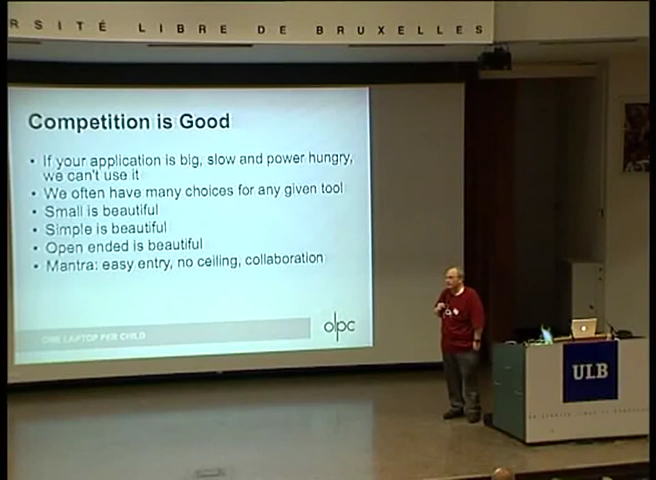 RSITÉ LIBRE DE BRUXELLES
Competition is Good
• If your application is big, slow and power hungry,
we can't use it
• We often have many choices for any given tool
• Small is beautiful
• Simple is beautiful
• Open ended is beautiful
• Mantra: easy entry, no ceiling, collaboration
ONE LAPTOP PER CHILD
olpc
ULB